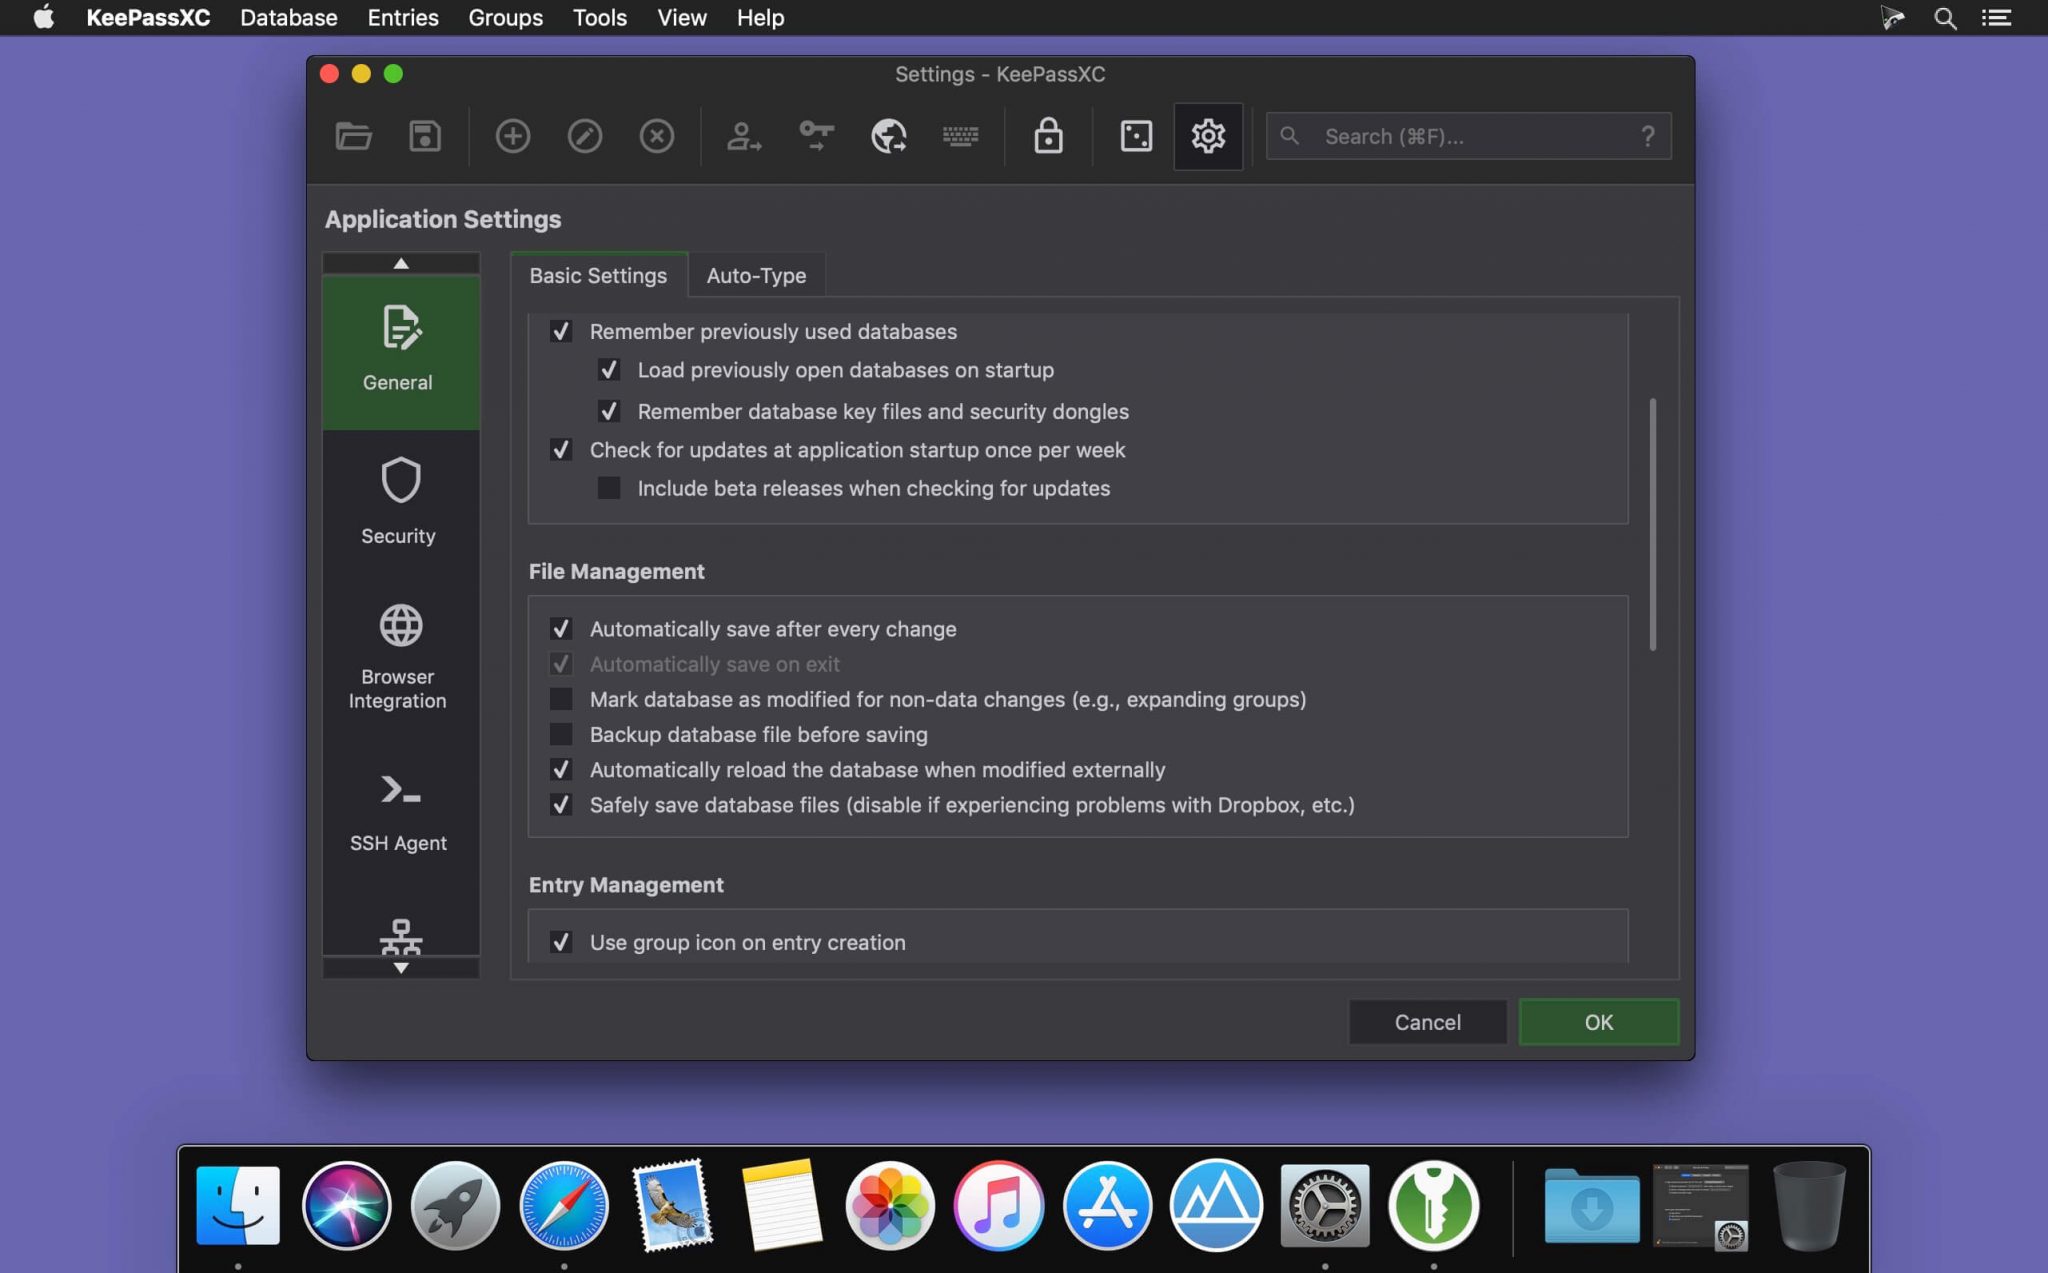 KeePassXC Database Entries Groups Tools View Help
Settings - KeePassXC
Search (⌘F)... ?
Application Settings
Basic Settings Auto-Type
General
Security
Browser
Integration
SSH Agent
Remember previously used databases
Load previously open databases on startup
Remember database key files and security dongles
Check for updates at application startup once per week
Include beta releases when checking for updates
File Management
Automatically save after every change
Automatically save on exit
Mark database as modified for non-data changes (e.g., expanding groups)
Backup database file before saving
Automatically reload the database when modified externally
Safely save database files (disable if experiencing problems with Dropbox, etc.)
Entry Management
Use group icon on entry creation
Cancel OK